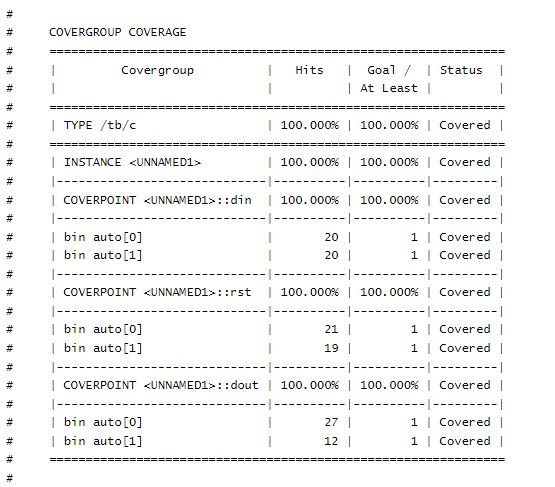 #
#     COVERGROUP COVERAGE
#     =============================================================
#     |         Covergroup          |   Hits   |  Goal /  | Status  |
#     |                             |          | At Least |         |
#     =============================================================
#     | TYPE /tb/c                  | 100.000% | 100.000% | Covered |
#     =============================================================
#     | INSTANCE <UNNAMED1>         | 100.000% | 100.000% | Covered |
#     |-----------------------------|----------|----------|---------|
#     | COVERPOINT <UNNAMED1>::din  | 100.000% | 100.000% | Covered |
#     |-----------------------------|----------|----------|---------|
#     | bin auto[0]                 |       20 |        1 | Covered |
#     | bin auto[1]                 |       20 |        1 | Covered |
#     |-----------------------------|----------|----------|---------|
#     | COVERPOINT <UNNAMED1>::rst  | 100.000% | 100.000% | Covered |
#     |-----------------------------|----------|----------|---------|
#     | bin auto[0]                 |       21 |        1 | Covered |
#     | bin auto[1]                 |       19 |        1 | Covered |
#     |-----------------------------|----------|----------|---------|
#     | COVERPOINT <UNNAMED1>::dout | 100.000% | 100.000% | Covered |
#     |-----------------------------|----------|----------|---------|
#     | bin auto[0]                 |       27 |        1 | Covered |
#     | bin auto[1]                 |       12 |        1 | Covered |
#     =============================================================
#